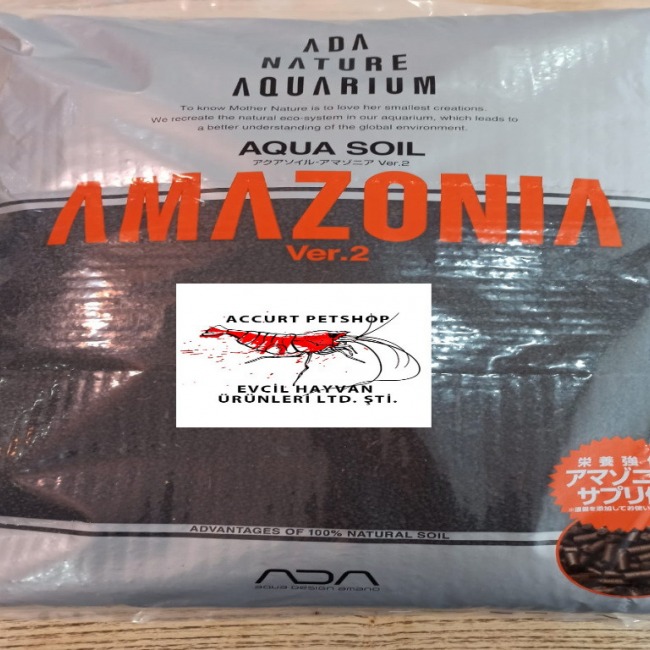 ADA
NATURE
AQUARIUM
To know Mother Nature is to love her smallest creations.
We recreate the natural eco-system in our aquarium, which leads to
a better understanding of the global environment.
AQUA SOIL
アクアソイル・アマゾニア Ver.2
AMAZONIA
Ver.2
ACCURT PETSHOP
EVCİL HAYVAN
ÜRÜNLERİ LTD. ŞTİ.
栄養強
アマゾニ
サプリ
ADVANTAGES OF 100% NATURAL SOIL
ADA
aqua design amano